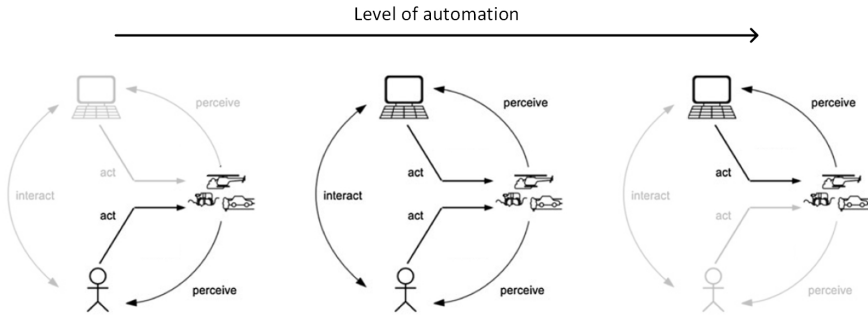 Level of automation
perceive
interact
act
act
perceive
perceive
interact
act
act
perceive
perceive
interact
act
act
perceive